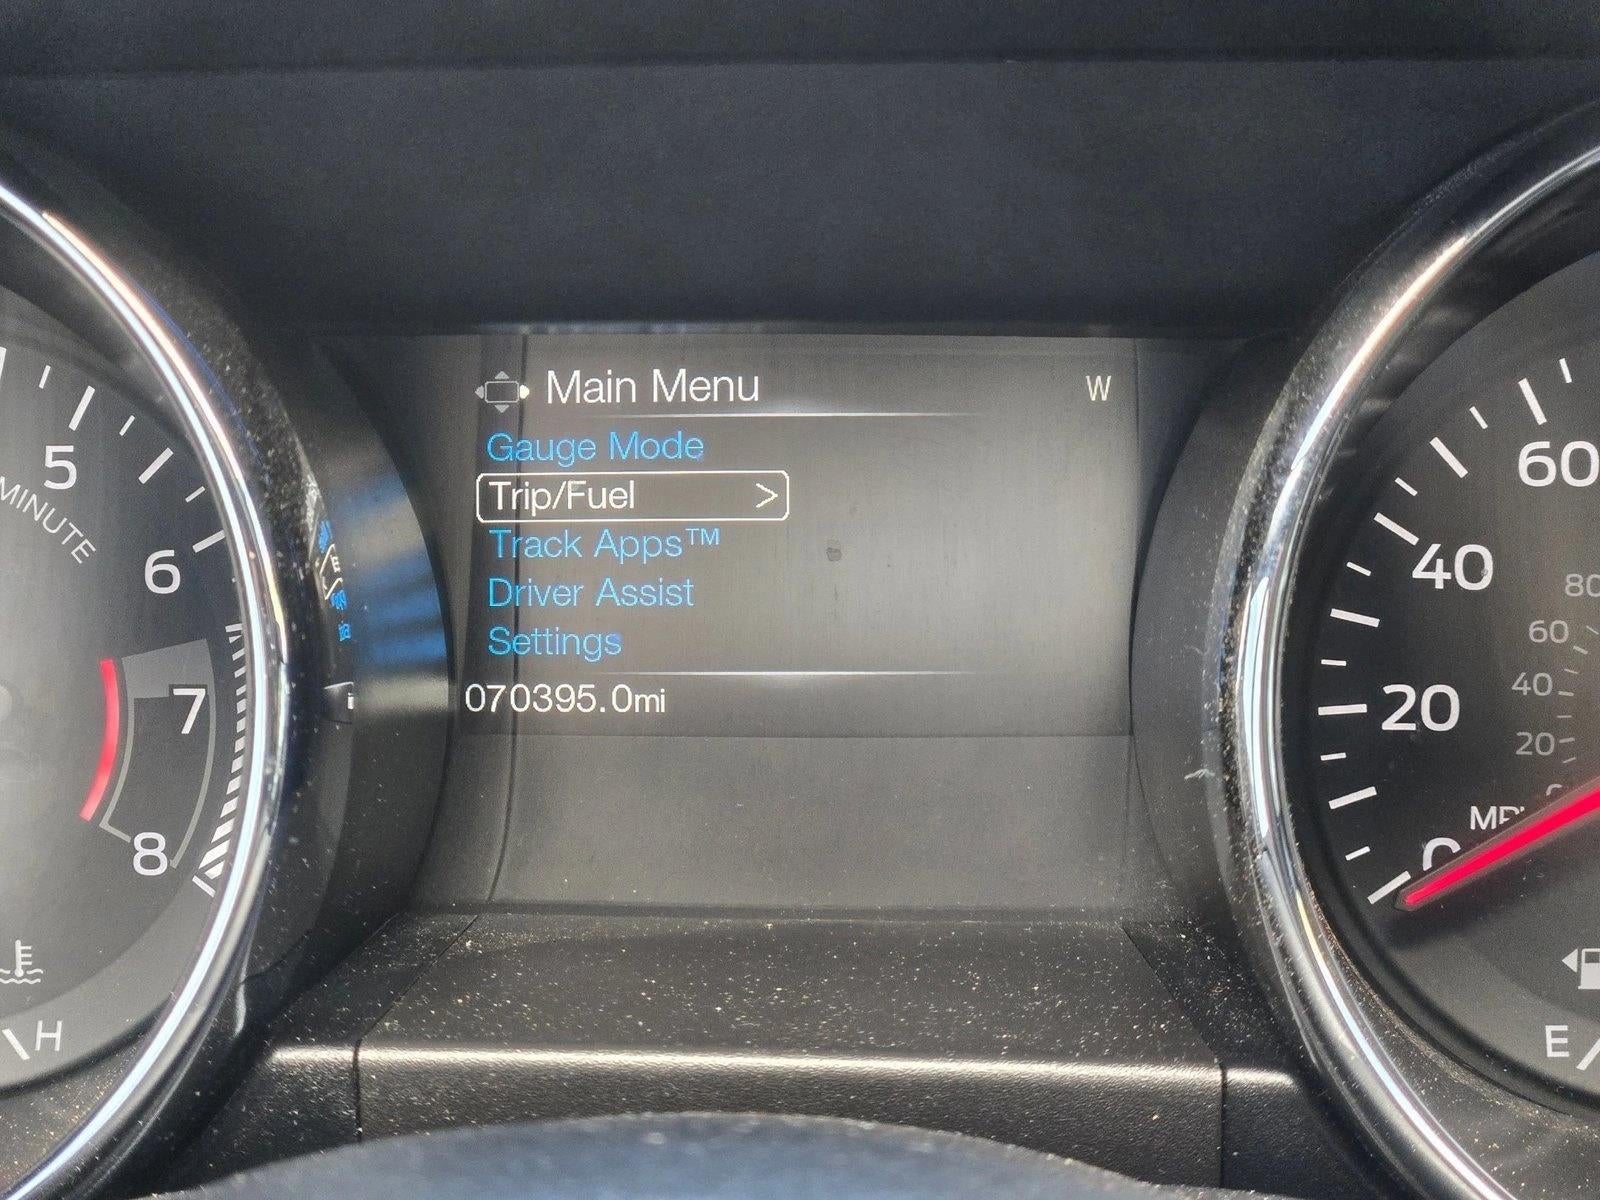 Main Menu
W
Gauge Mode
Trip/Fuel >
Track Apps™
Driver Assist
Settings
070395.0mi
5
MINUTE
6
7
8
H
60
40
20
0
80
60
40
20
E